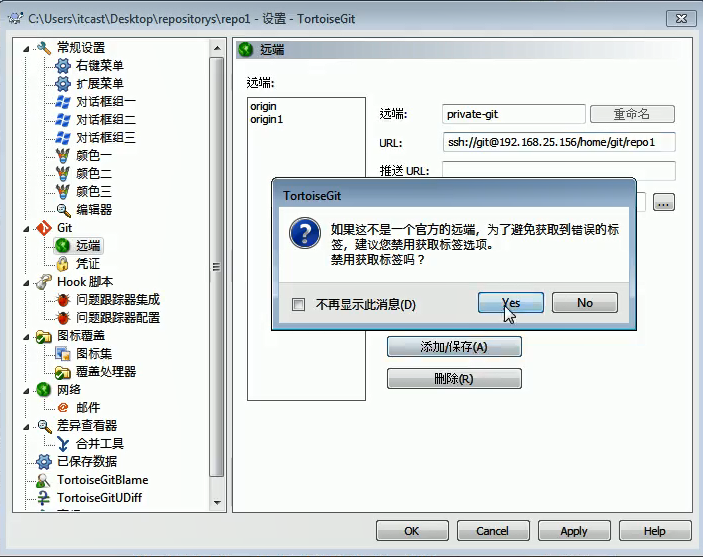 C:\Users\itcast\Desktop\repositorys\repo1 - 设置 - TortoiseGit
常规设置
右键菜单
扩展菜单
对话框组一
对话框组二
对话框组三
颜色一
颜色二
颜色三
编辑器
Git
远端
凭证
Hook 脚本
问题跟踪器集成
问题跟踪器配置
图标覆盖
图标集
覆盖处理器
网络
邮件
差异查看器
合并工具
已保存数据
TortoiseGitBlame
TortoiseGitUDiff
远端
远端:
origin
origin1
远端:
private-git
重命名
URL:
ssh://git@192.168.25.156/home/git/repo1
推送 URL:
...
TortoiseGit
如果这不是一个官方的远端，为了避免获取到错误的标
签，建议您禁用获取标签选项。
禁用获取标签吗？
不再显示此消息(D)
Yes
No
添加/保存(A)
删除(R)
OK
Cancel
Apply
Help